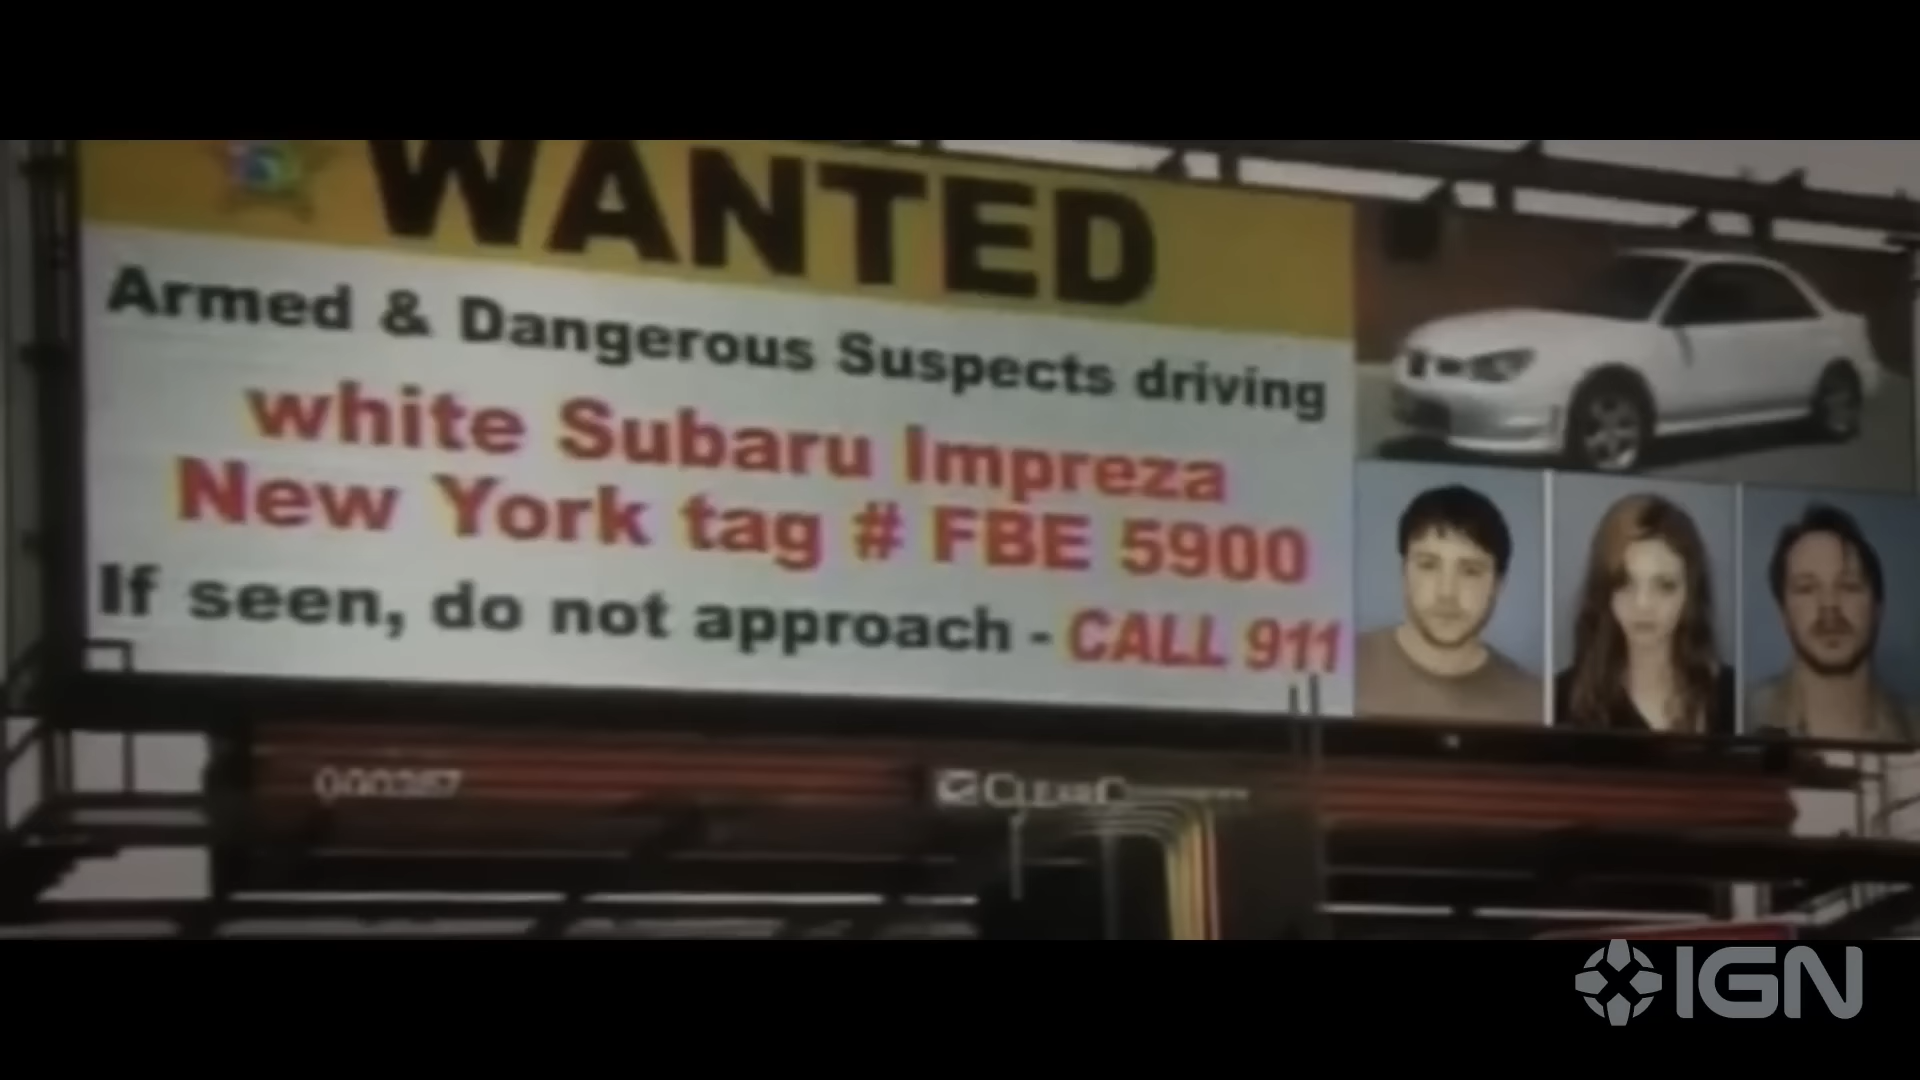 WANTED
Armed & Dangerous Suspects driving
white Subaru Impreza
New York tag # FBE 5900
If seen, do not approach - CALL 911
000357
IGN